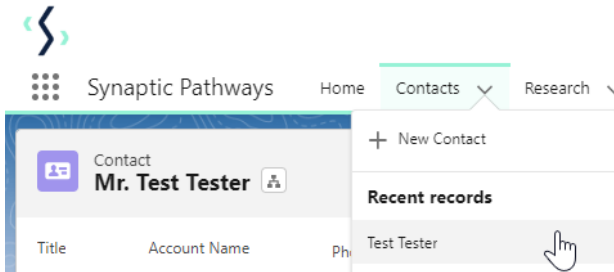 Synaptic Pathways Home Contacts Research
New Contact
Contact
Mr. Test Tester
Recent records
Title Account Name
Test Tester